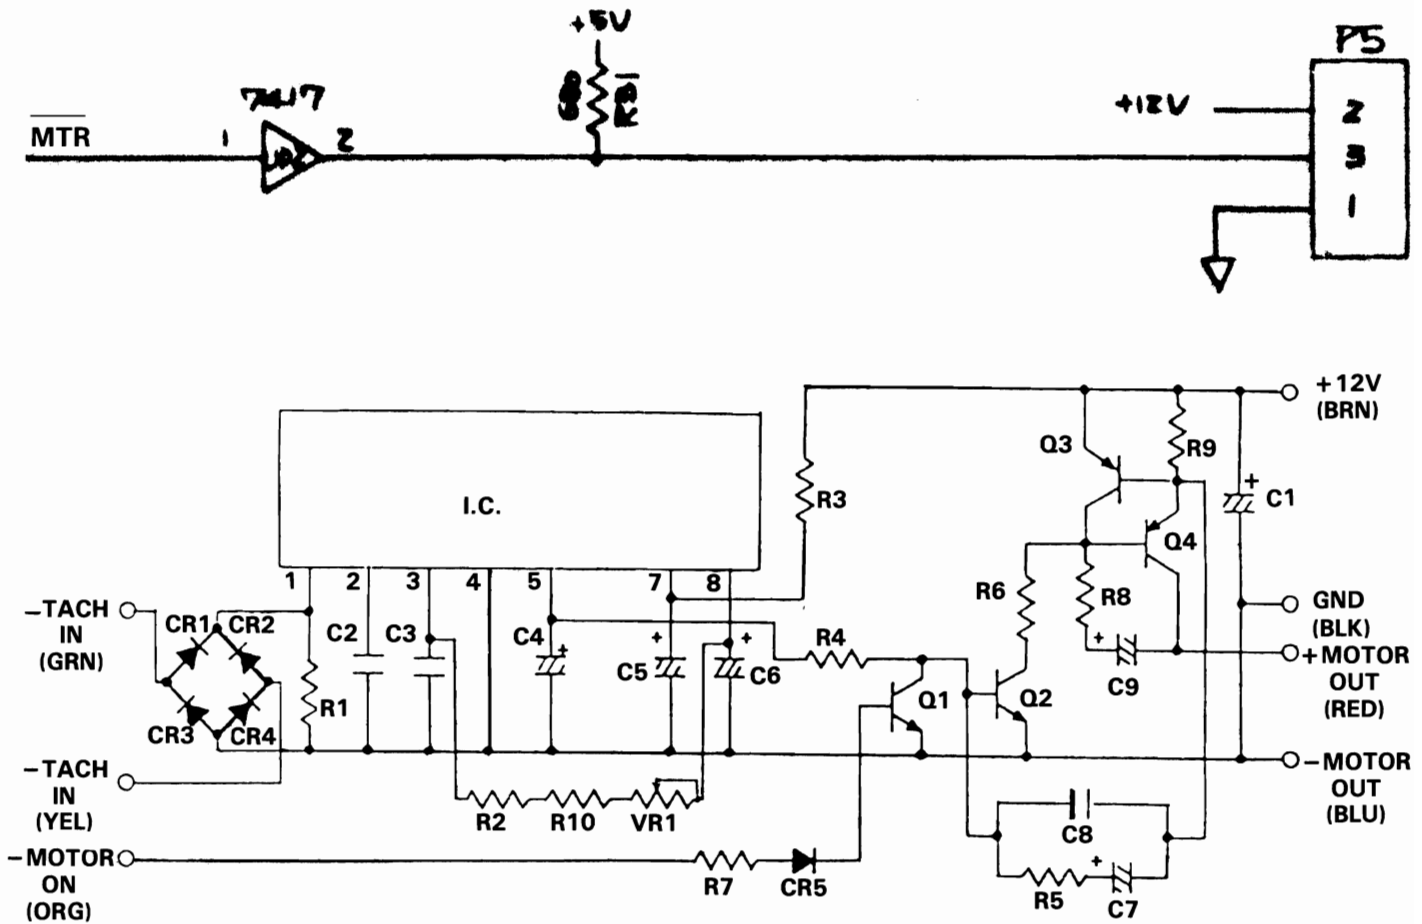 +5V
P5
7417
+12V
2
MTR
1
2
3
1
+12V
(BRN)
Q3
R9
C1
I.C.
R3
Q4
1
2
3
4
5
7
8
R6
R8
-TACH
IN
(GRN)
CR1
CR2
C2
C3
C4
+
C5
+
+
C6
R4
+
C9
+
GND
(BLK)
+MOTOR
OUT
(RED)
R1
Q1
Q2
CR3
CR4
-TACH
IN
(YEL)
R2
R10
VR1
-MOTOR
OUT
(BLU)
C8
-MOTOR
ON
(ORG)
R7
CR5
R5
+
C7